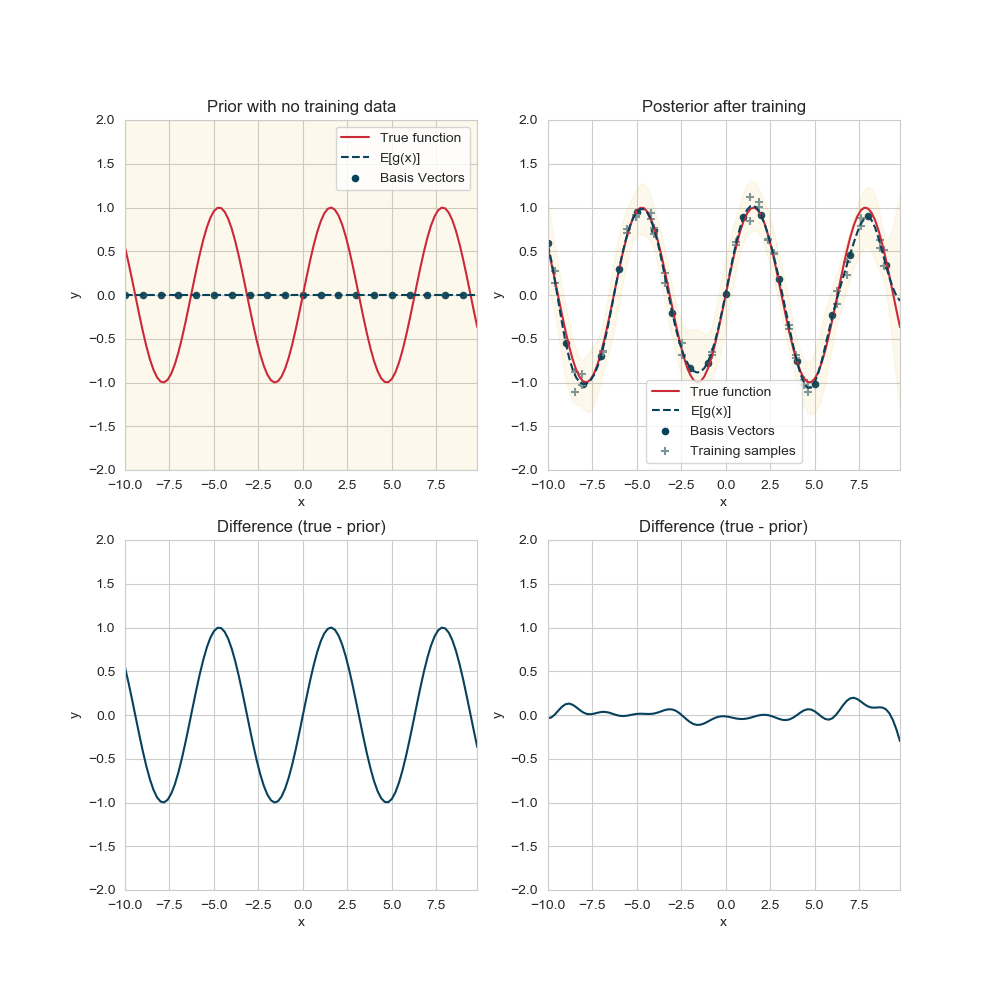 Prior with no training data
2.0
1.5
1.0
0.5
0.0
−0.5
−1.0
−1.5
−2.0
y
True function
E[g(x)]
Basis Vectors
−10.0 −7.5 −5.0 −2.5 0.0 2.5 5.0 7.5
x
Posterior after training
2.0
1.5
1.0
0.5
0.0
−0.5
−1.0
−1.5
−2.0
y
True function
E[g(x)]
Basis Vectors
Training samples
−10.0 −7.5 −5.0 −2.5 0.0 2.5 5.0 7.5
x
Difference (true - prior)
2.0
1.5
1.0
0.5
0.0
−0.5
−1.0
−1.5
−2.0
y
−10.0 −7.5 −5.0 −2.5 0.0 2.5 5.0 7.5
x
Difference (true - prior)
2.0
1.5
1.0
0.5
0.0
−0.5
−1.0
−1.5
−2.0
y
−10.0 −7.5 −5.0 −2.5 0.0 2.5 5.0 7.5
x